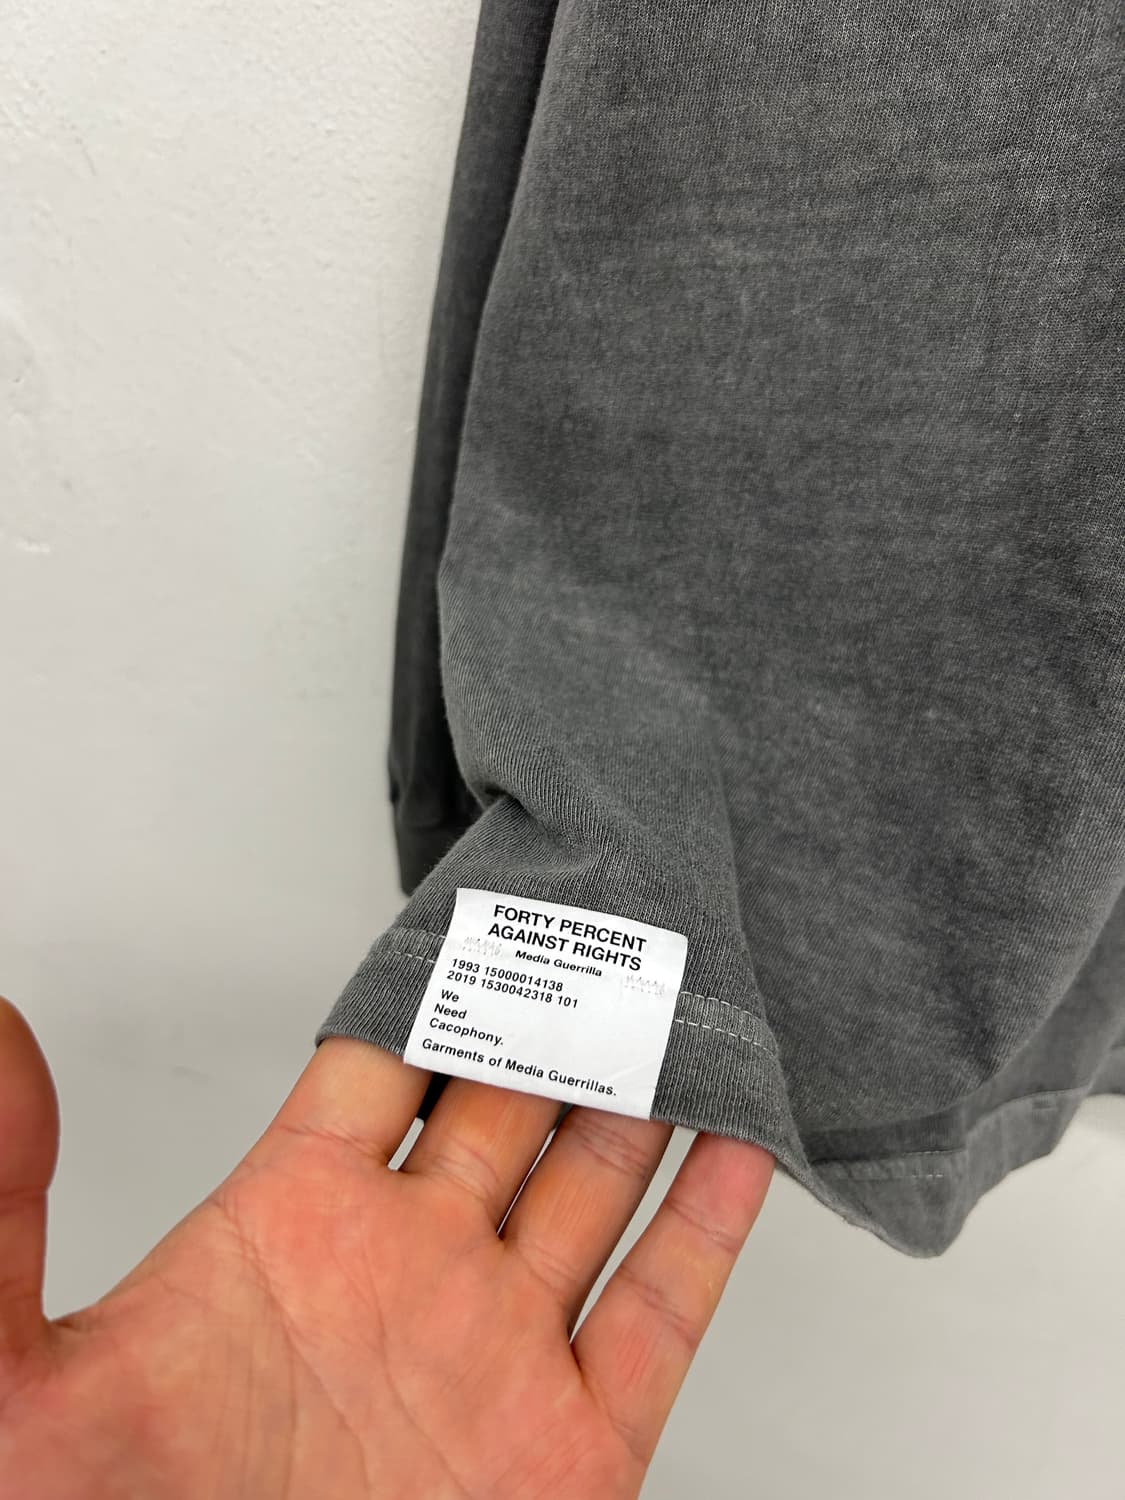 FORTY PERCENT
AGAINST RIGHTS
Media Guerrilla
1993 15000014138
2019 1530042318 101
We
Need
Cacophony.
Garments of Media Guerrillas.